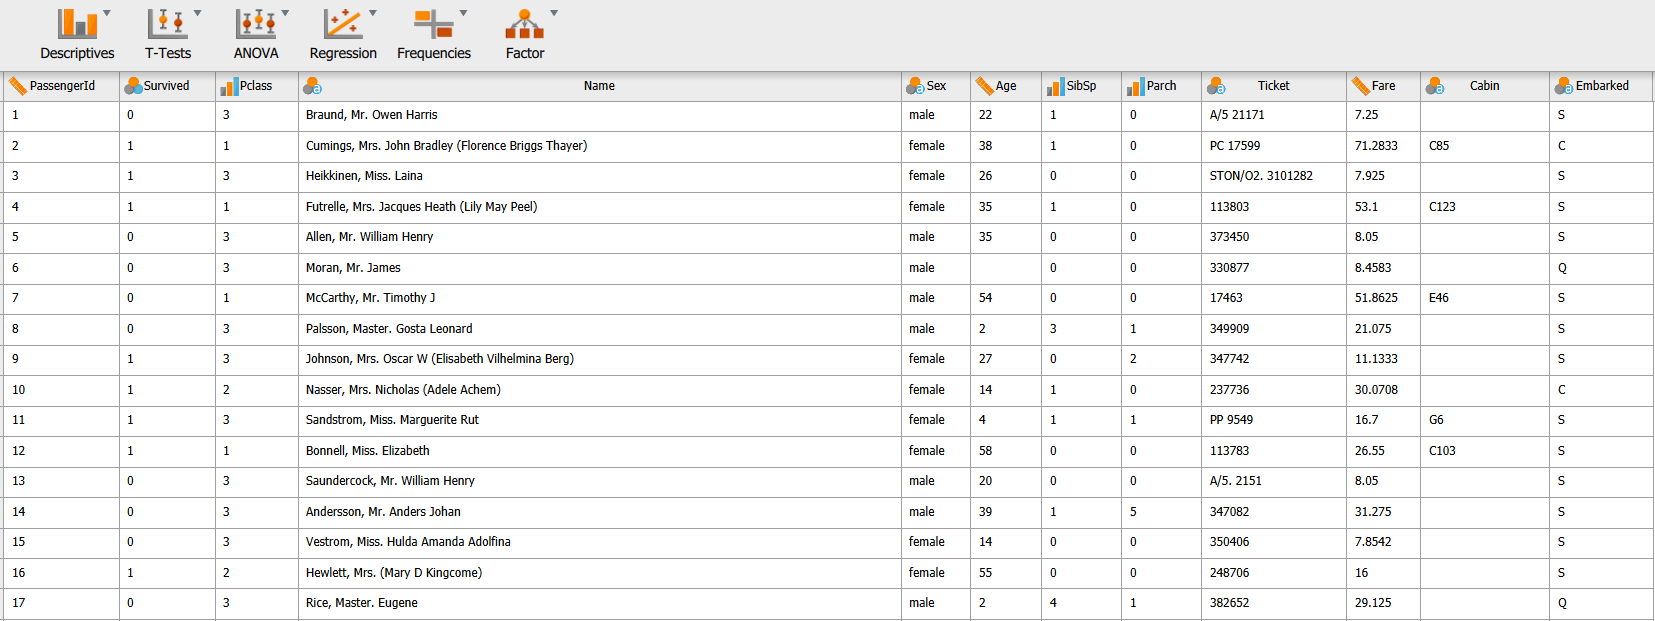 Descriptives T-Tests ANOVA Regression Frequencies Factor
PassengerId Survived Pclass Name Sex Age SibSp Parch Ticket Fare Cabin Embarked
1 0 3 Braund, Mr. Owen Harris male 22 1 0 A/5 21171 7.25 S
2 1 1 Cumings, Mrs. John Bradley (Florence Briggs Thayer) female 38 1 0 PC 17599 71.2833 C85 C
3 1 3 Heikkinen, Miss. Laina female 26 0 0 STON/O2. 3101282 7.925 S
4 1 1 Futrelle, Mrs. Jacques Heath (Lily May Peel) female 35 1 0 113803 53.1 C123 S
5 0 3 Allen, Mr. William Henry male 35 0 0 373450 8.05 S
6 0 3 Moran, Mr. James male 0 0 330877 8.4583 Q
7 0 1 McCarthy, Mr. Timothy J male 54 0 0 17463 51.8625 E46 S
8 0 3 Palsson, Master. Gosta Leonard male 2 3 1 349909 21.075 S
9 1 3 Johnson, Mrs. Oscar W (Elisabeth Vilhelmina Berg) female 27 0 2 347742 11.1333 S
10 1 2 Nasser, Mrs. Nicholas (Adele Achem) female 14 1 0 237736 30.0708 C
11 1 3 Sandstrom, Miss. Marguerite Rut female 4 1 1 PP 9549 16.7 G6 S
12 1 1 Bonnell, Miss. Elizabeth female 58 0 0 113783 26.55 C103 S
13 0 3 Saundercock, Mr. William Henry male 20 0 0 A/5. 2151 8.05 S
14 0 3 Andersson, Mr. Anders Johan male 39 1 5 347082 31.275 S
15 0 3 Vestrom, Miss. Hulda Amanda Adolfina female 14 0 0 350406 7.8542 S
16 1 2 Hewlett, Mrs. (Mary D Kingcome) female 55 0 0 248706 16 S
17 0 3 Rice, Master. Eugene male 2 4 1 382652 29.125 Q